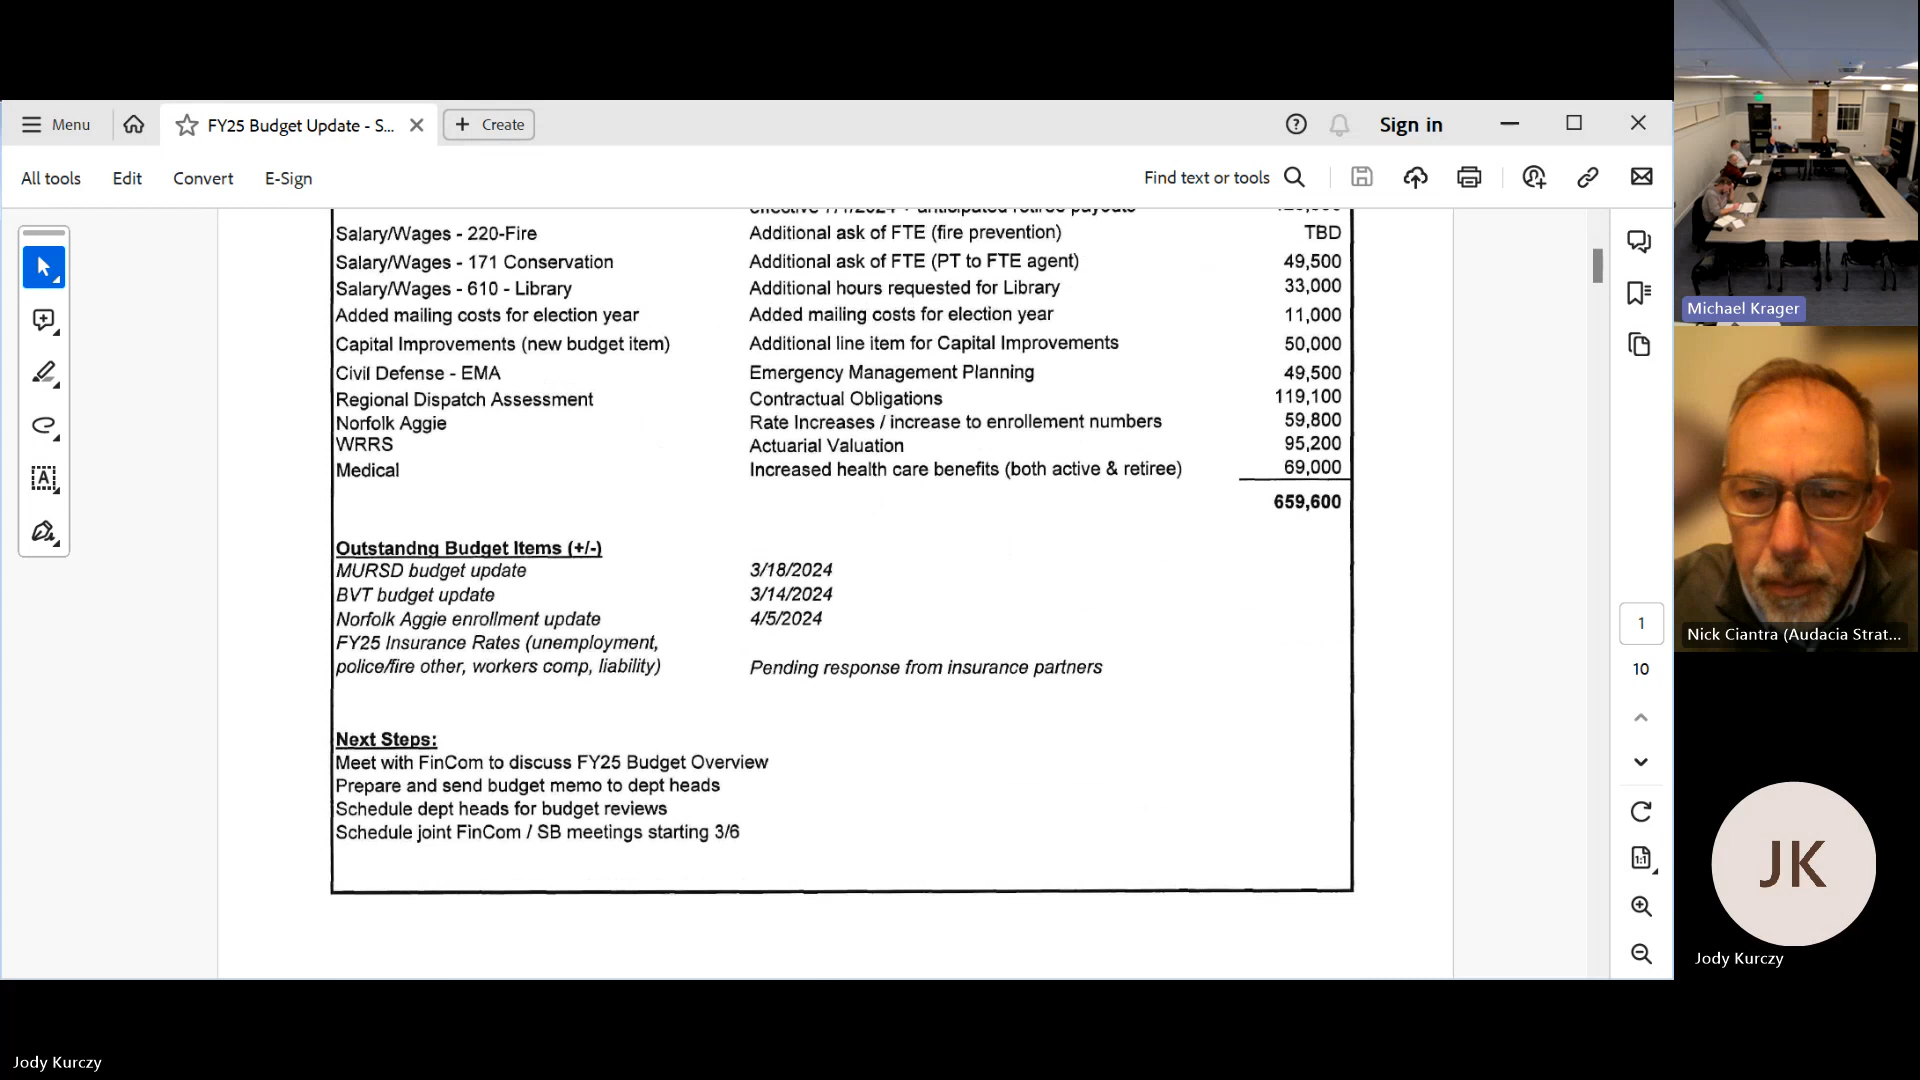 Menu
FY25 Budget Update - S...
Create
Sign in
All tools
Edit
Convert
E-Sign
Find text or tools
effective 7/1/2024 + anticipated retiree payouts
Salary/Wages - 220-Fire Additional ask of FTE (fire prevention) TBD
Salary/Wages - 171 Conservation Additional ask of FTE (PT to FTE agent) 49,500
Salary/Wages - 610 - Library Additional hours requested for Library 33,000
Added mailing costs for election year Added mailing costs for election year 11,000
Capital Improvements (new budget item) Additional line item for Capital Improvements 50,000
Civil Defense - EMA Emergency Management Planning 49,500
Regional Dispatch Assessment Contractual Obligations 119,100
Norfolk Aggie Rate Increases / increase to enrollement numbers 59,800
WRRS Actuarial Valuation 95,200
Medical Increased health care benefits (both active & retiree) 69,000
659,600
Outstandng Budget Items (+/-)
MURSD budget update 3/18/2024
BVT budget update 3/14/2024
Norfolk Aggie enrollment update 4/5/2024
FY25 Insurance Rates (unemployment,
police/fire other, workers comp, liability) Pending response from insurance partners
Next Steps:
Meet with FinCom to discuss FY25 Budget Overview
Prepare and send budget memo to dept heads
Schedule dept heads for budget reviews
Schedule joint FinCom / SB meetings starting 3/6
1
10
1:1
Michael Krager
Nick Ciantra (Audacia Strat...
JK
Jody Kurczy
Jody Kurczy